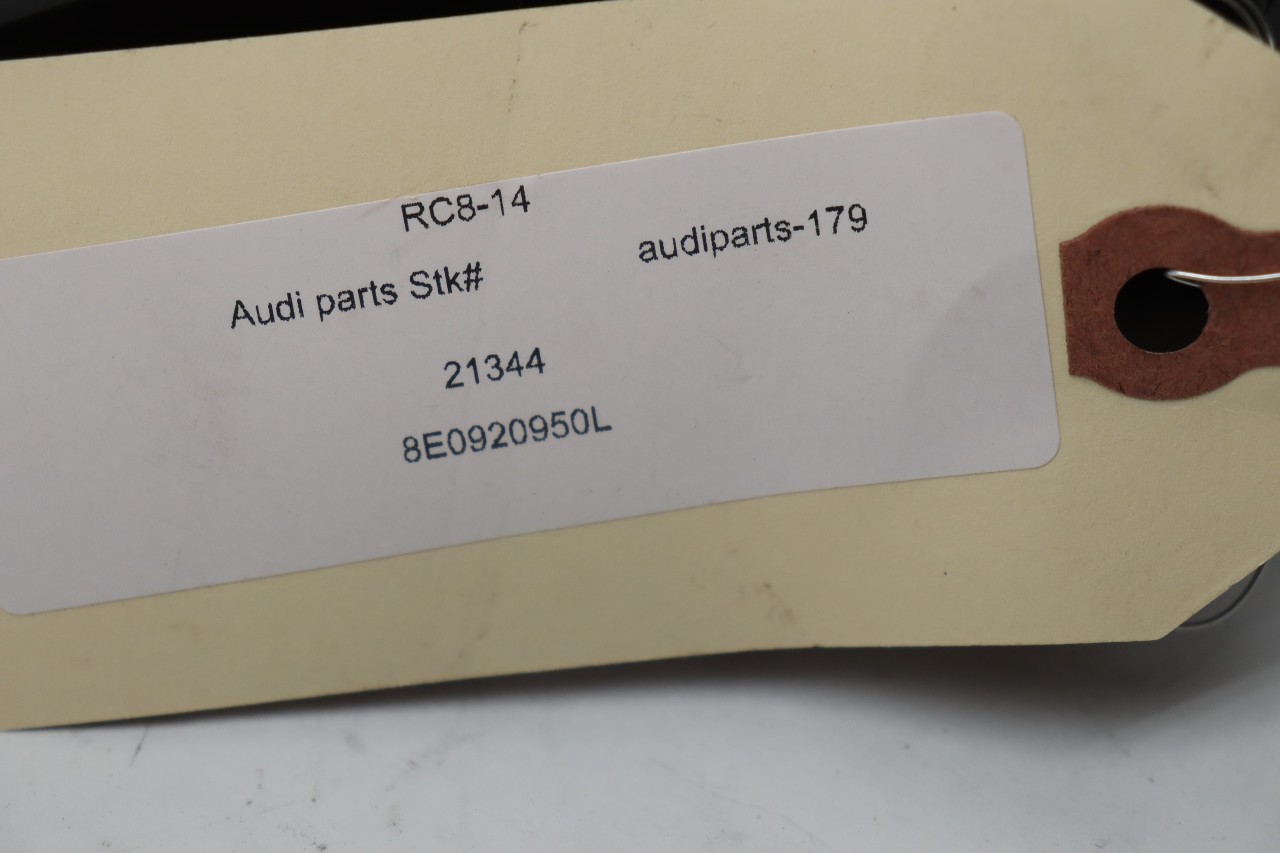 RC8-14
audiparts-179
Audi parts Stk#
21344
8E0920950L